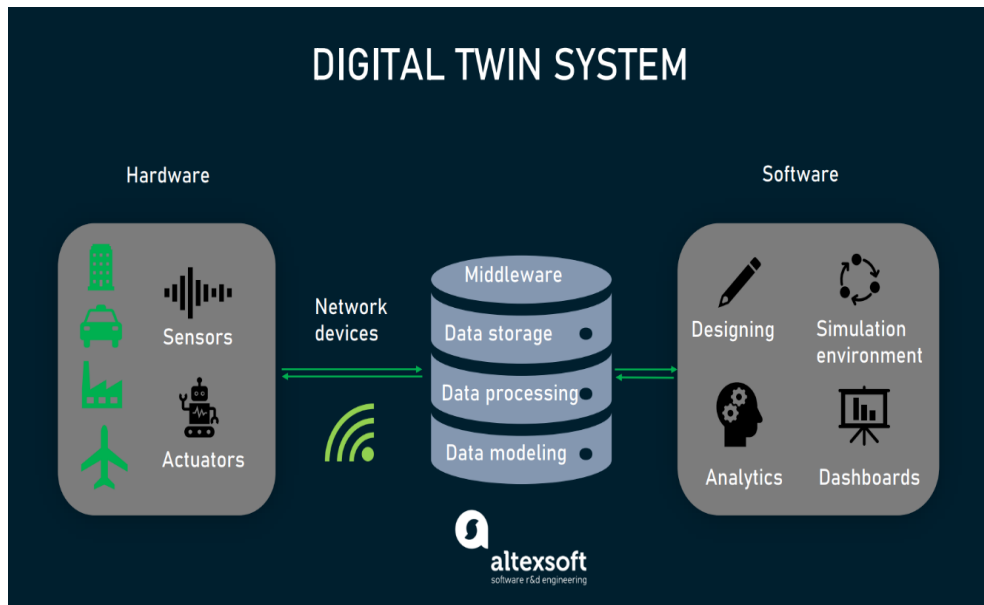 DIGITAL TWIN SYSTEM
Hardware
Software
Sensors
Actuators
Network
devices
Middleware
Data storage
Data processing
Data modeling
Designing
Simulation
environment
Analytics
Dashboards
altexsoft
software r&d engineering